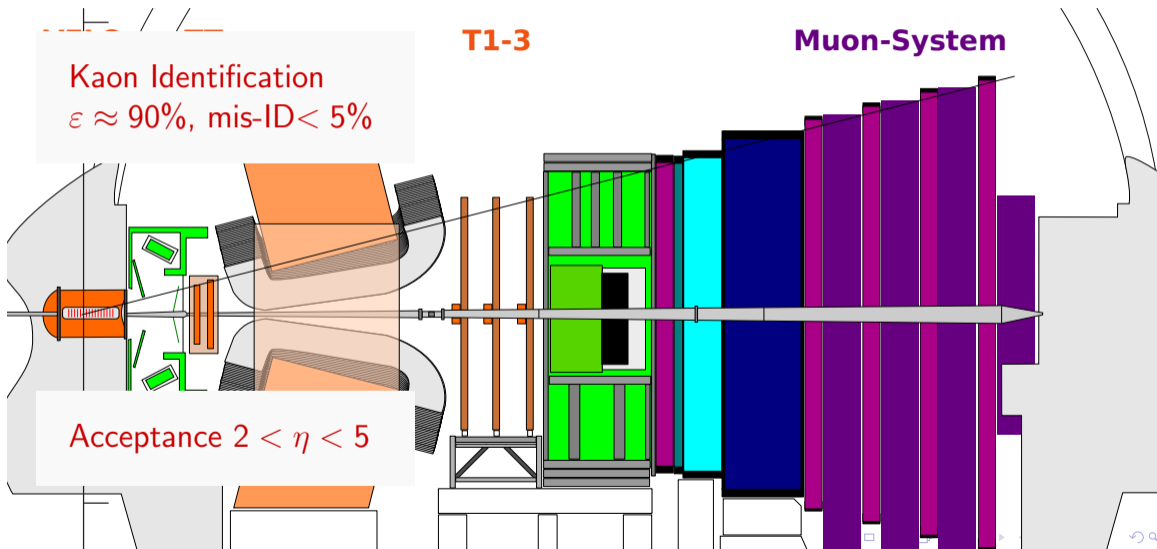 T1-3
Muon-System
Kaon Identification
ε ≈ 90%, mis-ID< 5%
Acceptance 2 < η < 5